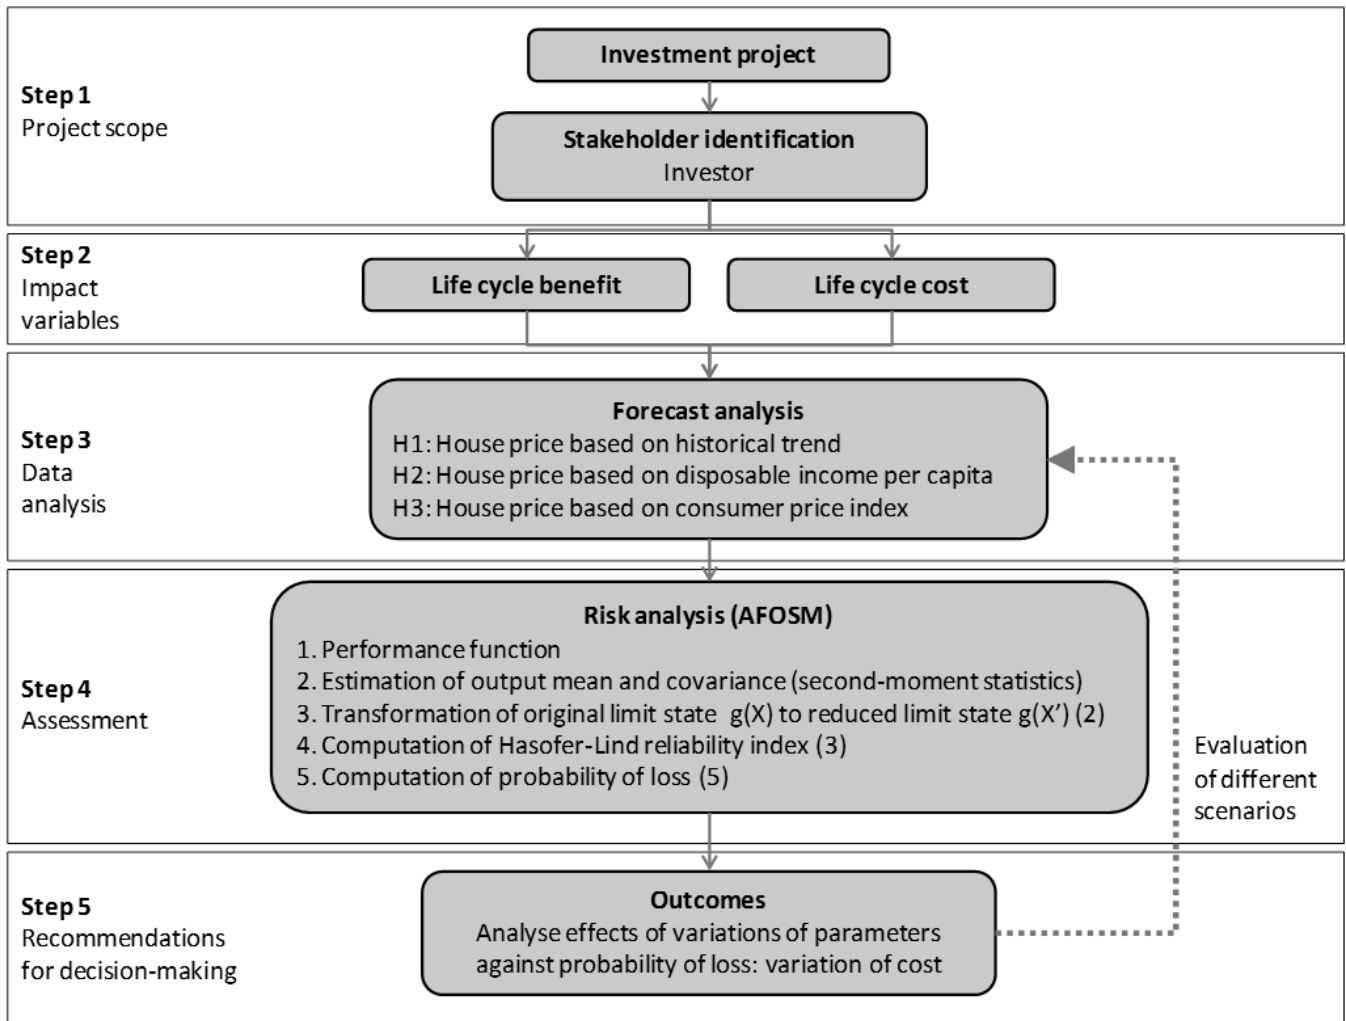 Step 1
Project scope
Investment project
Stakeholder identification
Investor
Step 2
Impact
variables
Life cycle benefit
Life cycle cost
Step 3
Data
analysis
Forecast analysis
H1: House price based on historical trend
H2: House price based on disposable income per capita
H3: House price based on consumer price index
Step 4
Assessment
Risk analysis (AFOSM)
1. Performance function
2. Estimation of output mean and covariance (second-moment statistics)
3. Transformation of original limit state g(X) to reduced limit state g(X’) (2)
4. Computation of Hasofer-Lind reliability index (3)
5. Computation of probability of loss (5)
Evaluation
of different
scenarios
Step 5
Recommendations
for decision-making
Outcomes
Analyse effects of variations of parameters
against probability of loss: variation of cost